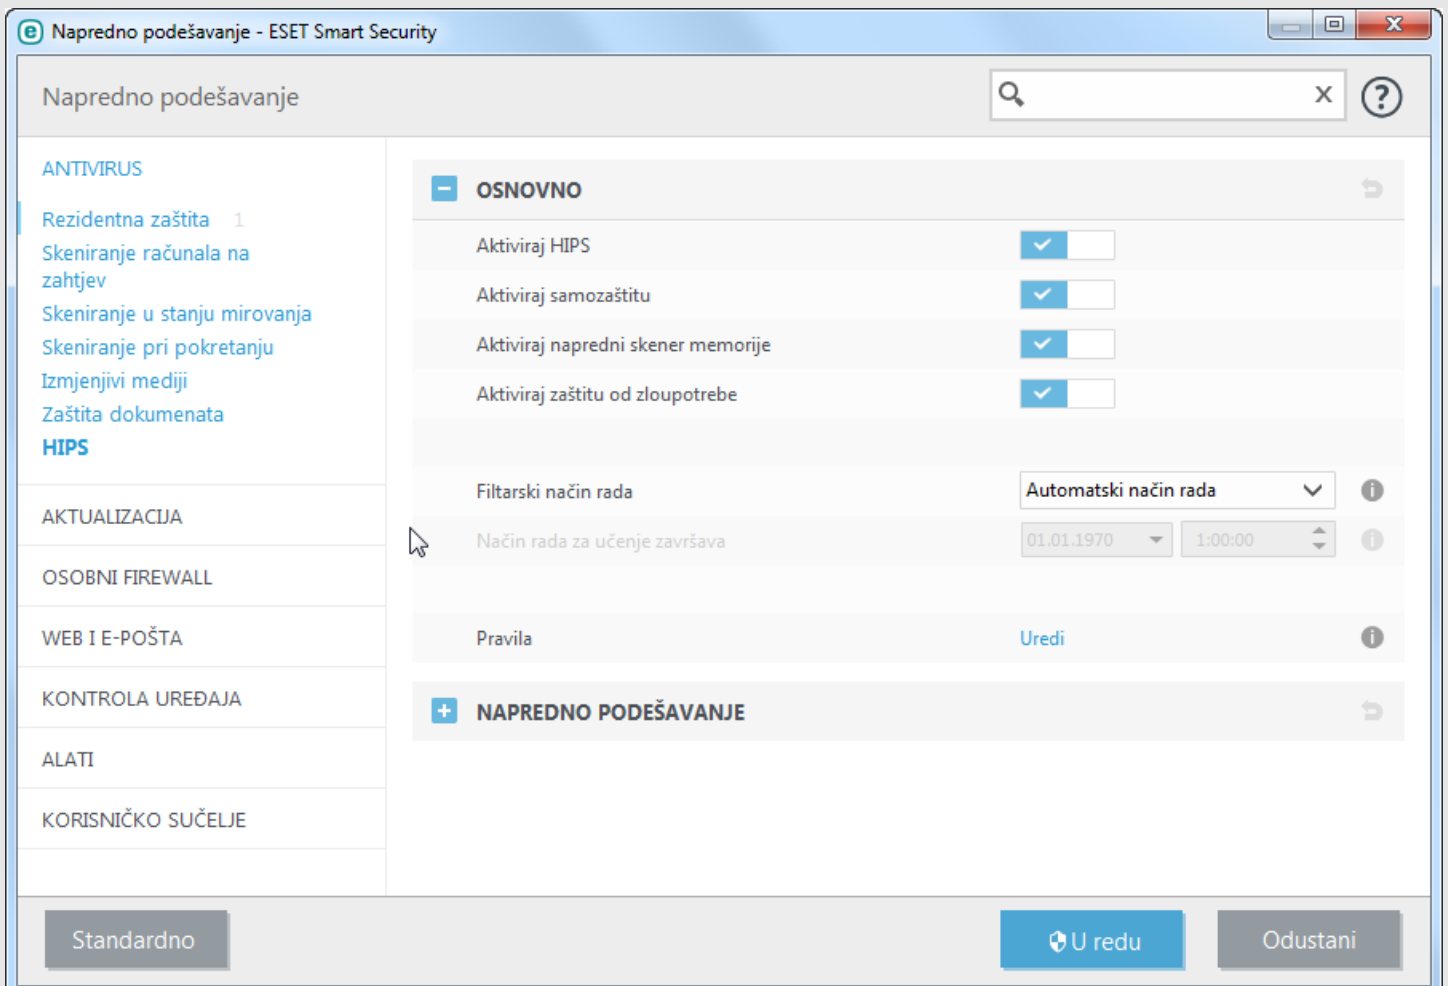 Napredno podešavanje - ESET Smart Security
Napredno podešavanje
ANTIVIRUS
Rezidentna zaštita 1
Skeniranje računala na
zahtjev
Skeniranje u stanju mirovanja
Skeniranje pri pokretanju
Izmjenjivi mediji
Zaštita dokumenata
HIPS
AKTUALIZACIJA
OSOBNI FIREWALL
WEB I E-POŠTA
KONTROLA UREĐAJA
ALATI
KORISNIČKO SUČELJE
OSNOVNO
Aktiviraj HIPS
Aktiviraj samozaštitu
Aktiviraj napredni skener memorije
Aktiviraj zaštitu od zloupotrebe
Filtarski način rada Automatski način rada
Način rada za učenje završava 01.01.1970 1:00:00
Pravila Uredi
NAPREDNO PODEŠAVANJE
Standardno U redu Odustani